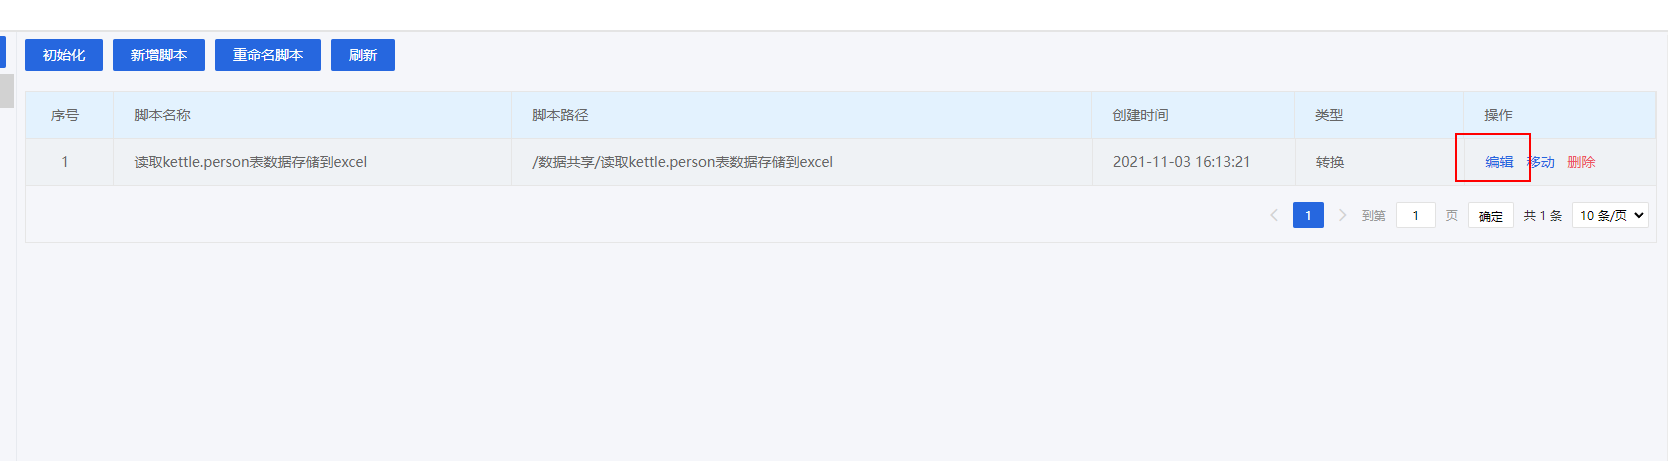 初始化 新增脚本 重命名脚本 刷新
序号 脚本名称 脚本路径 创建时间 类型 操作
1 读取kettle.person表数据存储到excel /数据共享/读取kettle.person表数据存储到excel 2021-11-03 16:13:21 转换 编辑 移动 删除
1 到第 1 页 确定 共 1 条 10 条/页